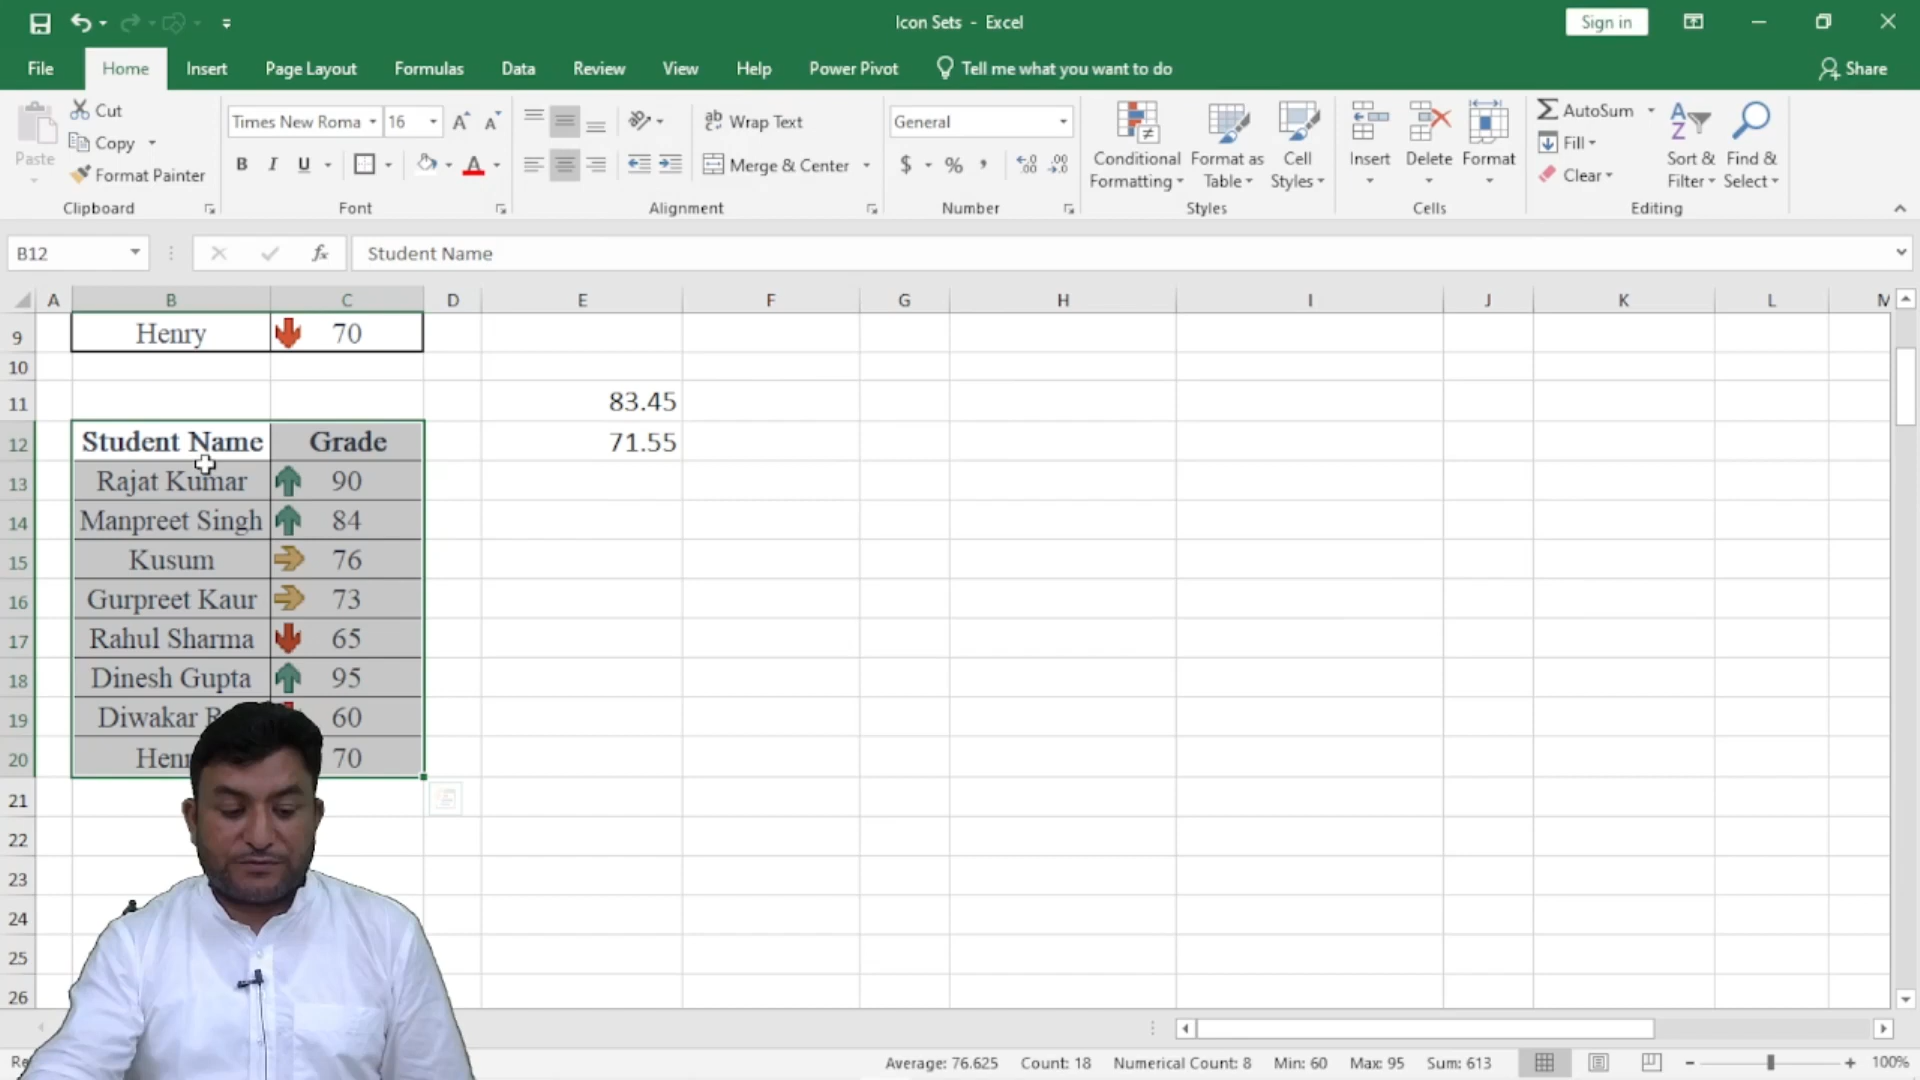 Icon Sets - Excel
Sign in
File Home Insert Page Layout Formulas Data Review View Help Power Pivot Tell me what you want to do Share
Paste
Cut
Copy
Format Painter
Clipboard
Times New Roma 16
B I U
Font
Wrap Text
Merge & Center
Alignment
General
$ % ,
Number
Conditional Formatting
Format as Table
Cell Styles
Styles
Insert Delete Format
Cells
AutoSum
Fill
Clear
Sort & Filter
Find & Select
Editing
B12 fx Student Name
A B C D E F G H I J K L M
9 Henry 70
10
11 83.45
12 Student Name Grade 71.55
13 Rajat Kumar 90
14 Manpreet Singh 84
15 Kusum 76
16 Gurpreet Kaur 73
17 Rahul Sharma 65
18 Dinesh Gupta 95
19 Diwakar 60
20 70
21
22
23
24
25
26
Average: 76.625 Count: 18 Numerical Count: 8 Min: 60 Max: 95 Sum: 613 100%